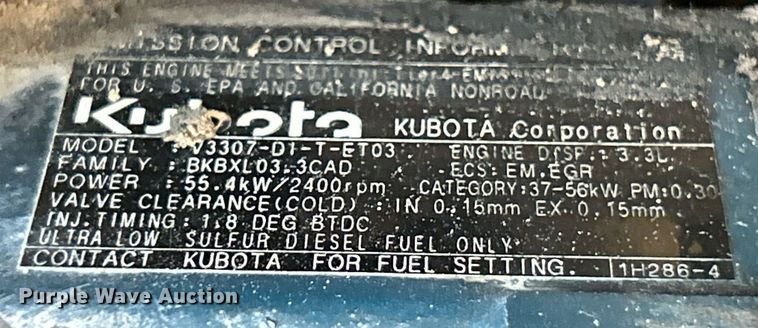 EMISSION CONTROL INFORMATION
THIS ENGINE MEETS
FOR U. S. EPA AND CALIFORNIA NONROAD
Kubota KUBOTA Corporation
MODEL : V3307-DI-T-ET03 ENGINE DISP.: 3.3L
FAMILY : BKBXL03.3CAD ECS: EM,EGR
POWER : 55.4kW/2400rpm CATEGORY:37-56kW PM:0.30
VALVE CLEARANCE(COLD) : IN 0.15mm EX 0.15mm
INJ.TIMING: 1.8 DEG BTDC
ULTRA LOW SULFUR DIESEL FUEL ONLY
CONTACT KUBOTA FOR FUEL SETTING. 1H286-4
Purple Wave Auction